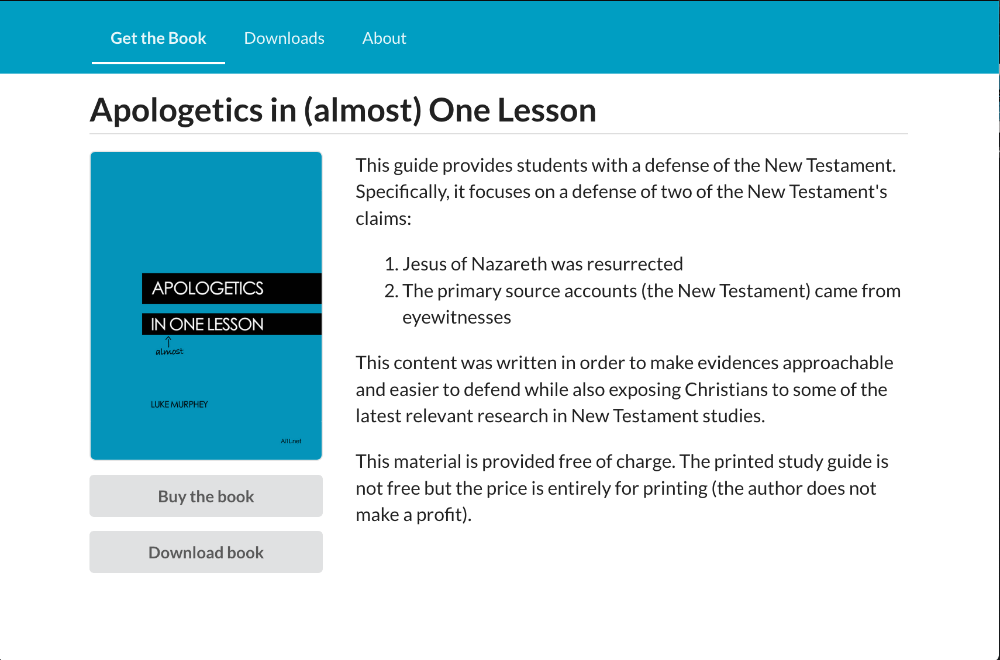 Get the Book Downloads About
Apologetics in (almost) One Lesson
APOLOGETICS
IN ONE LESSON
almost
LUKE MURPHEY
Ai1L.net
Buy the book
Download book
This guide provides students with a defense of the New Testament.
Specifically, it focuses on a defense of two of the New Testament's
claims:
1. Jesus of Nazareth was resurrected
2. The primary source accounts (the New Testament) came from
eyewitnesses
This content was written in order to make evidences approachable
and easier to defend while also exposing Christians to some of the
latest relevant research in New Testament studies.
This material is provided free of charge. The printed study guide is
not free but the price is entirely for printing (the author does not
make a profit).